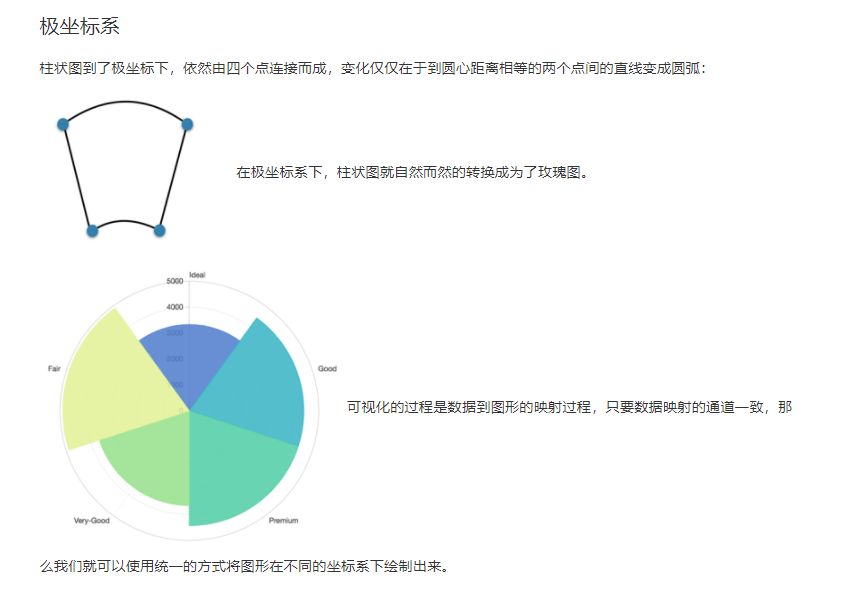 极坐标系
柱状图到了极坐标下，依然由四个点连接而成，变化仅仅在于到圆心距离相等的两个点间的直线变成圆弧：
在极坐标系下，柱状图就自然而然的转换成为了玫瑰图。
Ideal
5000
4000
3000
2000
Fair
Good
可视化的过程是数据到图形的映射过程，只要数据映射的通道一致，那
Very-Good
Premium
么我们就可以使用统一的方式将图形在不同的坐标系下绘制出来。